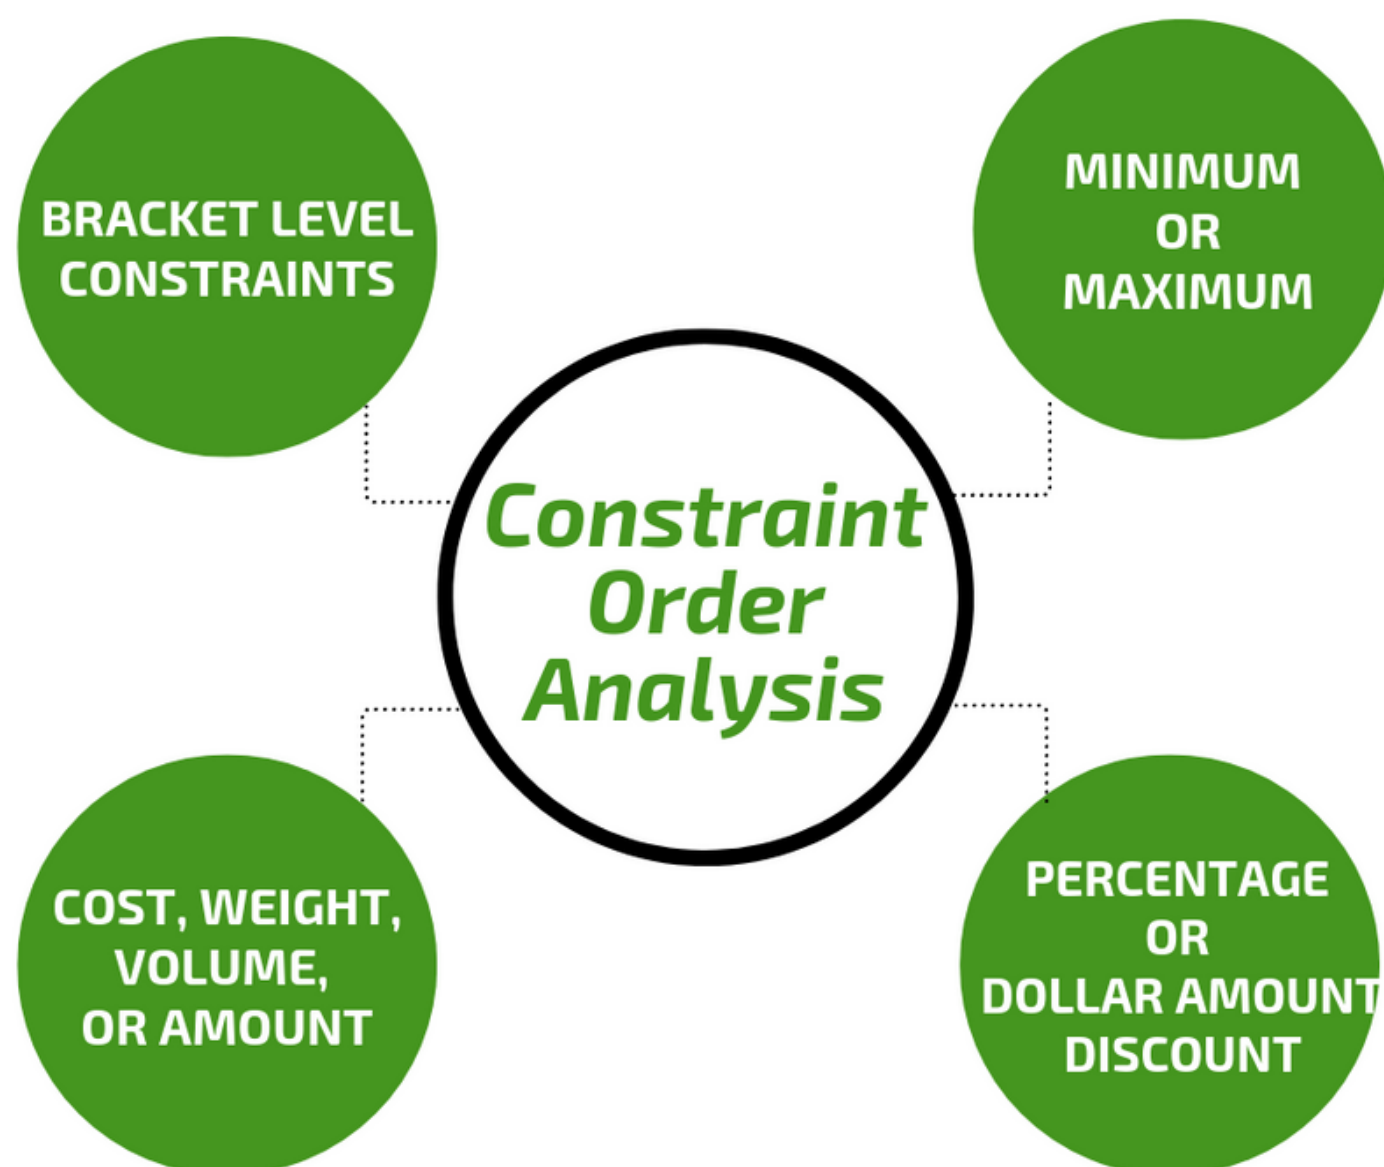 BRACKET LEVEL
CONSTRAINTS
MINIMUM
OR
MAXIMUM
Constraint
Order
Analysis
COST, WEIGHT,
VOLUME,
OR AMOUNT
PERCENTAGE
OR
DOLLAR AMOUNT
DISCOUNT